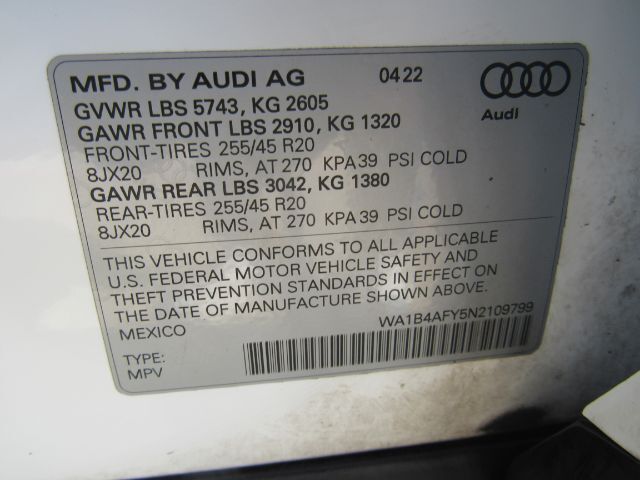 MFD. BY AUDI AG 04 22
Audi
GVWR LBS 5743, KG 2605
GAWR FRONT LBS 2910, KG 1320
FRONT-TIRES 255/45 R20
8JX20 RIMS, AT 270 KPA 39 PSI COLD
GAWR REAR LBS 3042, KG 1380
REAR-TIRES 255/45 R20
8JX20 RIMS, AT 270 KPA 39 PSI COLD
THIS VEHICLE CONFORMS TO ALL APPLICABLE
U.S. FEDERAL MOTOR VEHICLE SAFETY AND
THEFT PREVENTION STANDARDS IN EFFECT ON
THE DATE OF MANUFACTURE SHOWN ABOVE.
MEXICO WA1B4AFY5N2109799
TYPE:
MPV